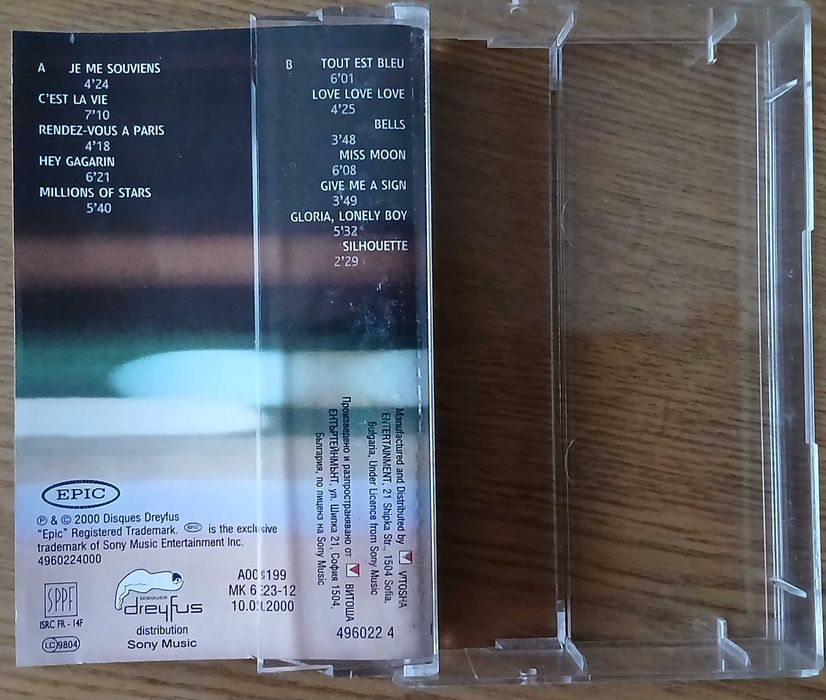 A JE ME SOUVIENS
4'24
C'EST LA VIE
7'10
RENDEZ-VOUS A PARIS
4'18
HEY GAGARIN
6'21
MILLIONS OF STARS
5'40
B TOUT EST BLEU
6'01
LOVE LOVE LOVE
4'25
BELLS
3'48
MISS MOON
6'08
GIVE ME A SIGN
3'49
GLORIA, LONELY BOY
5'32
SILHOUETTE
2'29
Manufactured and Distributed by VITOSHA
ENTERTAINMENT, 21 Shipka Str., 1504 Sofia,
Bulgaria, Under Licence from Sony Music
Произведено и разпространявано от ВИТОША
ЕНТЪРТЕЙНМЪНТ, ул. Шипка 21, София 1504,
България, по лиценз на Sony Music
EPIC
℗ & © 2000 Disques Dreyfus
"Epic" Registered Trademark. EPIC is the exclusive
trademark of Sony Music Entertainment Inc.
4960224000
SPPF
ISRC FR - 14F
LC 9804
DISQUES
dreyfus
distribution
Sony Music
MK
496022 4